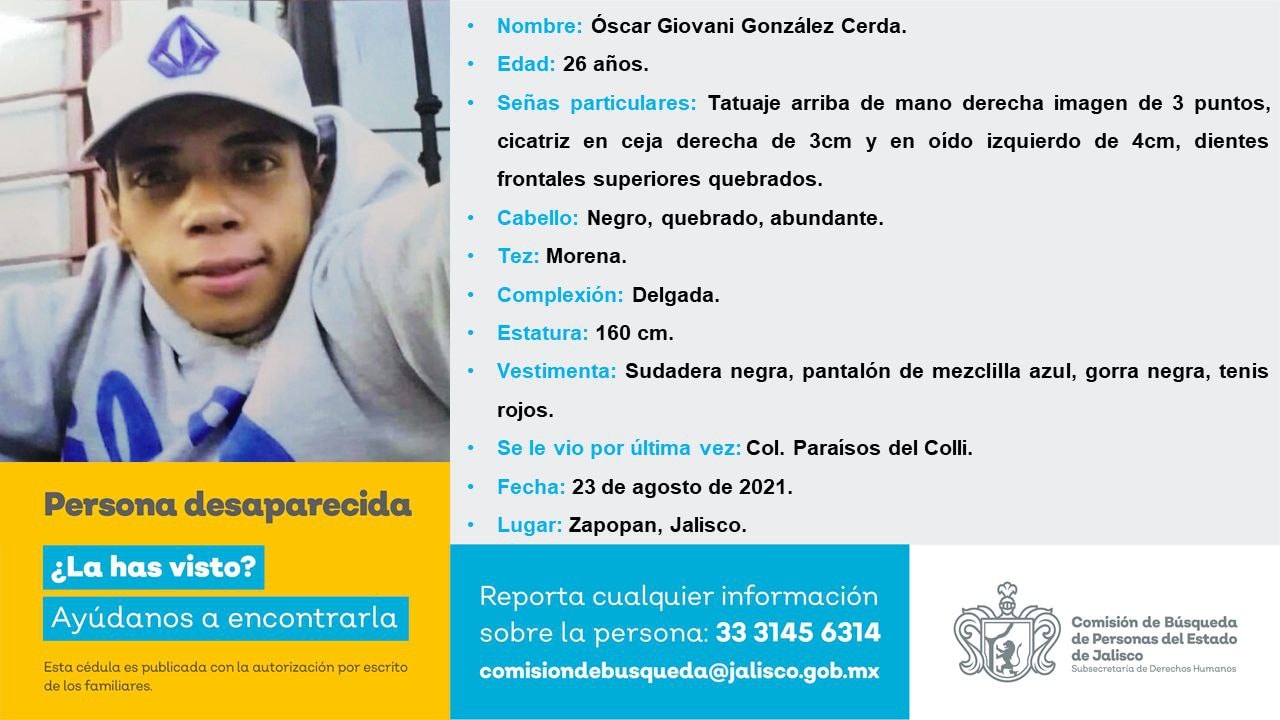 Nombre: Óscar Giovani González Cerda.
Edad: 26 años.
Señas particulares: Tatuaje arriba de mano derecha imagen de 3 puntos,
cicatriz en ceja derecha de 3cm y en oído izquierdo de 4cm, dientes
frontales superiores quebrados.
Cabello: Negro, quebrado, abundante.
Tez: Morena.
Complexión: Delgada.
Estatura: 160 cm.
Vestimenta: Sudadera negra, pantalón de mezclilla azul, gorra negra, tenis
rojos.
Se le vio por última vez: Col. Paraísos del Colli.
Fecha: 23 de agosto de 2021.
Lugar: Zapopan, Jalisco.
Persona desaparecida
¿La has visto?
Ayúdanos a encontrarla
Esta cédula es publicada con la autorización por escrito
de los familiares.
Reporta cualquier información
sobre la persona: 33 3145 6314
comisiondebusqueda@jalisco.gob.mx
Comisión de Búsqueda
de Personas del Estado
de Jalisco
Subsecretaría de Derechos Humanos